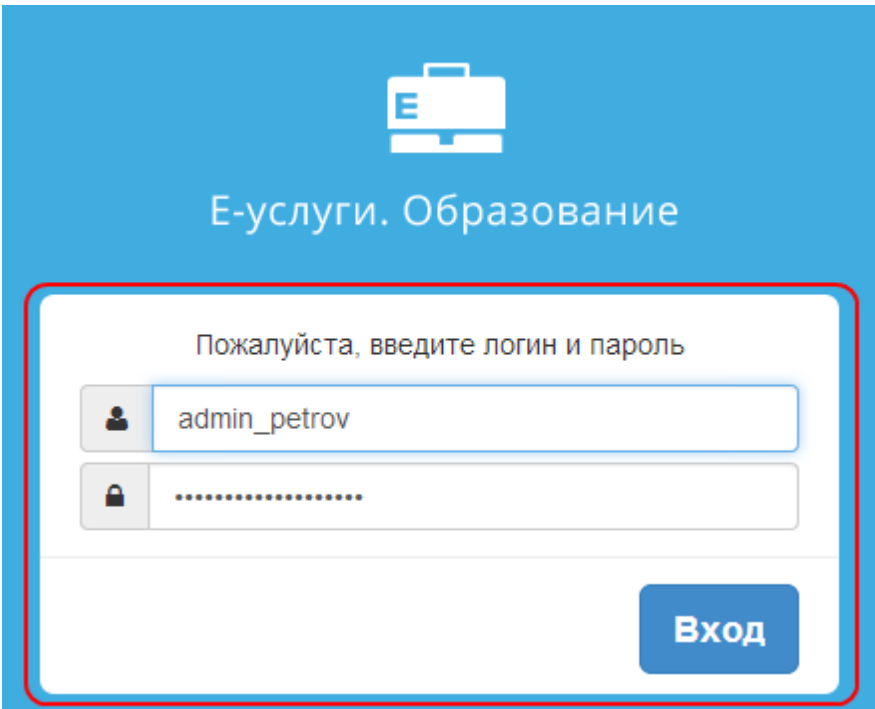 E
Е-услуги. Образование
Пожалуйста, введите логин и пароль
admin_petrov
•••••••••••••••••••
Вход